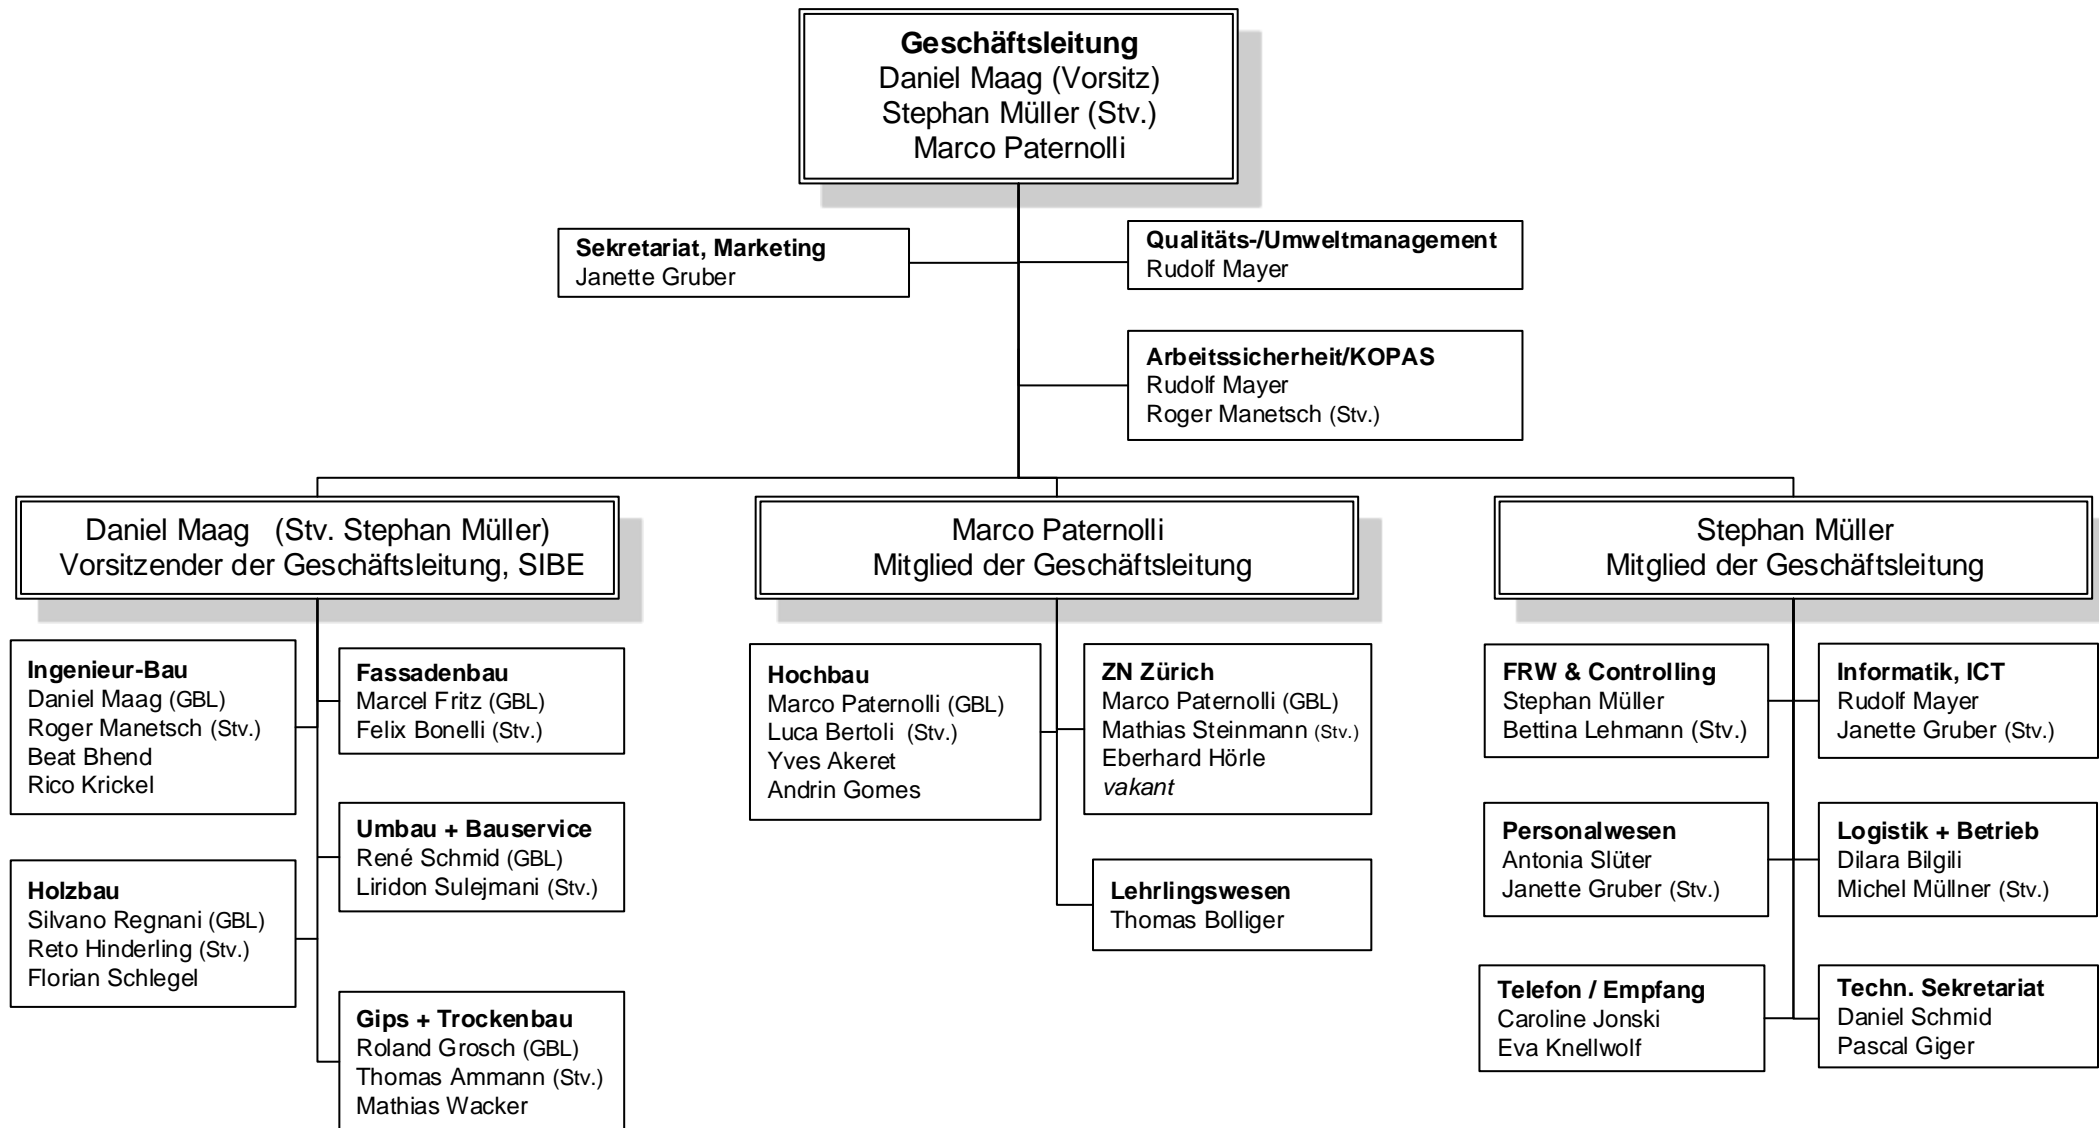 Geschäftsleitung
Daniel Maag (Vorsitz)
Stephan Müller (Stv.)
Marco Paternolli
Sekretariat, Marketing
Janette Gruber
Qualitäts-/Umweltmanagement
Rudolf Mayer
Arbeitssicherheit/KOPAS
Rudolf Mayer
Roger Manetsch (Stv.)
Daniel Maag (Stv. Stephan Müller)
Vorsitzender der Geschäftsleitung, SIBE
Marco Paternolli
Mitglied der Geschäftsleitung
Stephan Müller
Mitglied der Geschäftsleitung
Ingenieur-Bau
Daniel Maag (GBL)
Roger Manetsch (Stv.)
Beat Bhend
Rico Krickel
Fassadenbau
Marcel Fritz (GBL)
Felix Bonelli (Stv.)
Umbau + Bauservice
René Schmid (GBL)
Liridon Sulejmani (Stv.)
Holzbau
Silvano Regnani (GBL)
Reto Hinderling (Stv.)
Florian Schlegel
Gips + Trockenbau
Roland Grosch (GBL)
Thomas Ammann (Stv.)
Mathias Wacker
Hochbau
Marco Paternolli (GBL)
Luca Bertoli (Stv.)
Yves Akeret
Andrin Gomes
ZN Zürich
Marco Paternolli (GBL)
Mathias Steinmann (Stv.)
Eberhard Hörle
vakant
Lehrlingswesen
Thomas Bolliger
FRW & Controlling
Stephan Müller
Bettina Lehmann (Stv.)
Informatik, ICT
Rudolf Mayer
Janette Gruber (Stv.)
Personalwesen
Antonia Slüter
Janette Gruber (Stv.)
Logistik + Betrieb
Dilara Bilgili
Michel Müllner (Stv.)
Telefon / Empfang
Caroline Jonski
Eva Knellwolf
Techn. Sekretariat
Daniel Schmid
Pascal Giger